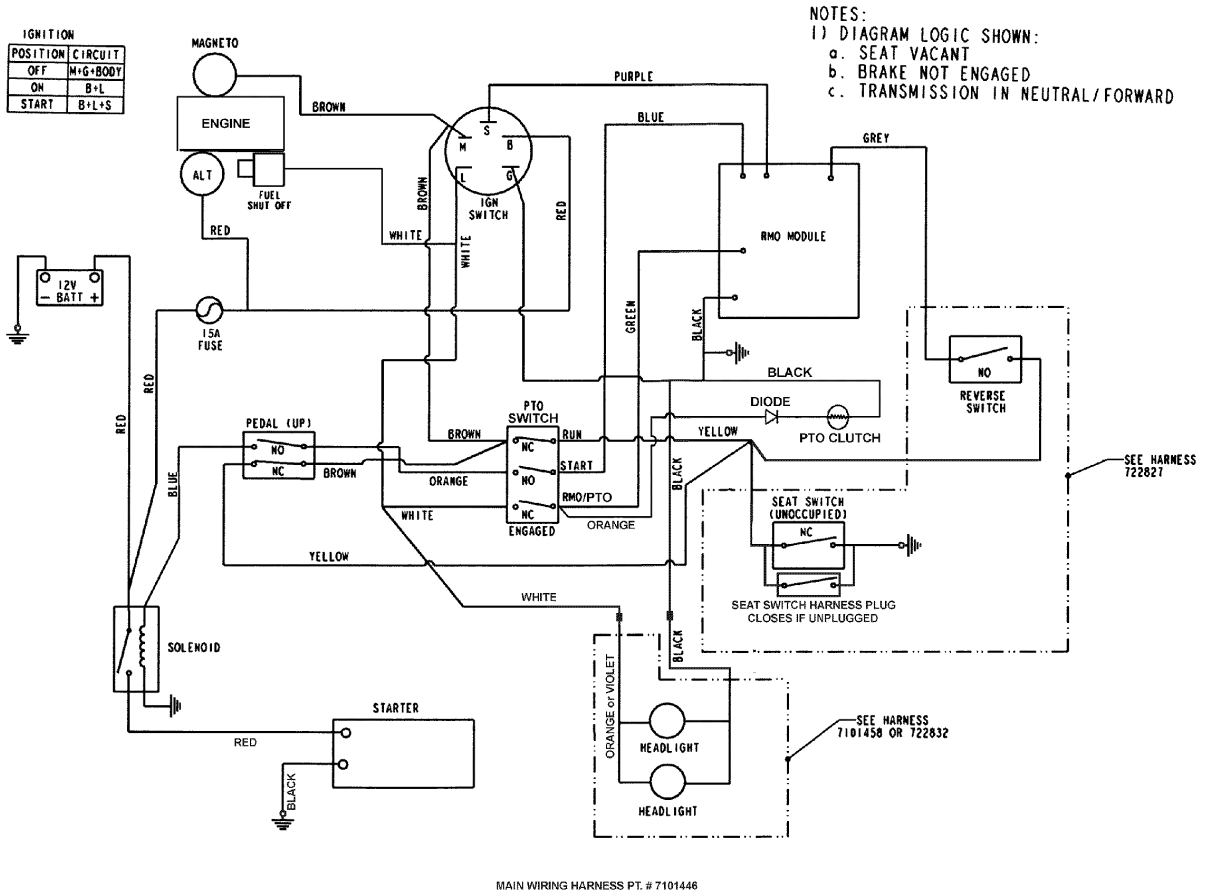 NOTES:
1) DIAGRAM LOGIC SHOWN:
a. SEAT VACANT
b. BRAKE NOT ENGAGED
c. TRANSMISSION IN NEUTRAL/FORWARD
IGNITION
POSITION CIRCUIT
OFF M+G+BODY
ON B+L
START B+L+S
MAGNETO
ENGINE
ALT
FUEL
SHUT OFF
BROWN
PURPLE
BLUE
GREY
S
M
B
L
G
IGN
SWITCH
BROWN
RED
WHITE
WHITE
RED
RMO MODULE
12V
- BATT +
15A
FUSE
GREEN
BLACK
BLACK
NO
REVERSE
SWITCH
RED
RED
DIODE
PTO CLUTCH
PTO
SWITCH
PEDAL (UP)
NO
NC
BROWN
BROWN
ORANGE
WHITE
NC
NO
NC
RUN
START
RMO/PTO
ENGAGED
ORANGE
YELLOW
BLUE
BLACK
SEE HARNESS
722827
SEAT SWITCH
(UNOCCUPIED)
NC
YELLOW
SEAT SWITCH HARNESS PLUG
CLOSES IF UNPLUGGED
WHITE
SOLENOID
BLACK
ORANGE or VIOLET
STARTER
RED
BLACK
HEADLIGHT
HEADLIGHT
SEE HARNESS
7101458 OR 722832
MAIN WIRING HARNESS PT. # 7101446